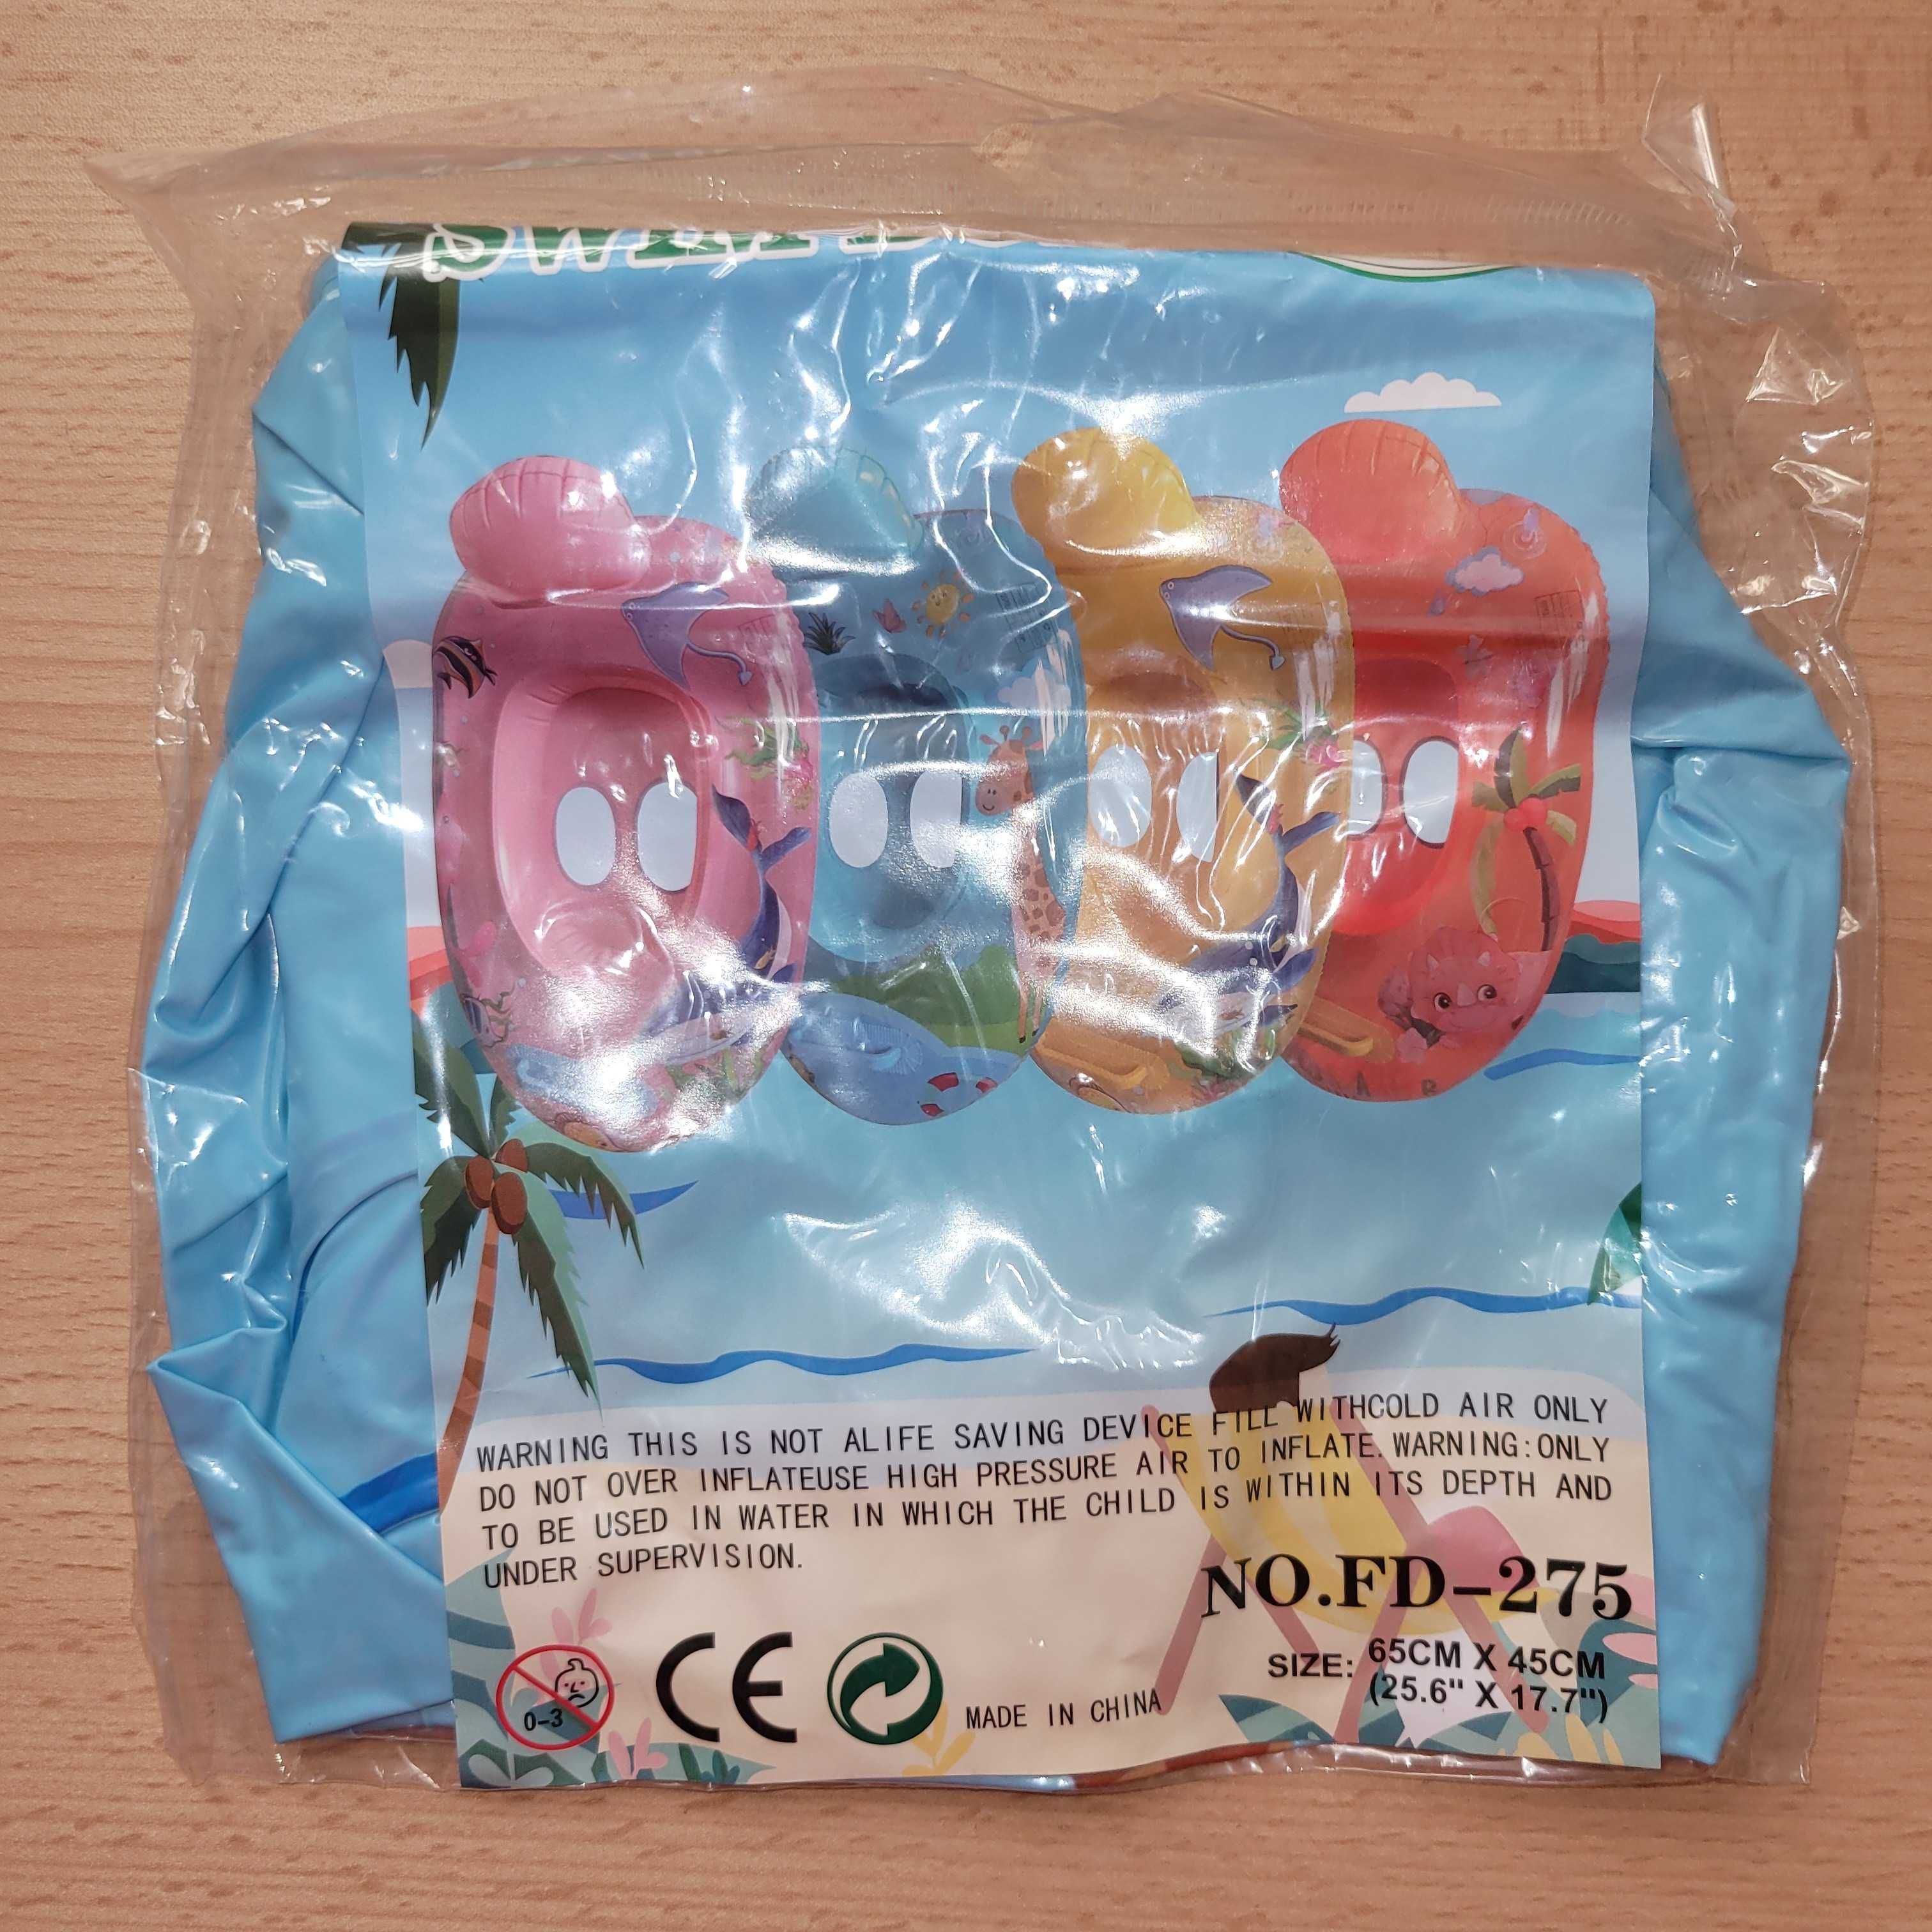 WARNING THIS IS NOT ALIFE SAVING DEVICE FILL WITHCOLD AIR ONLY
DO NOT OVER INFLATEUSE HIGH PRESSURE AIR TO INFLATE.WARNING:ONLY
TO BE USED IN WATER IN WHICH THE CHILD IS WITHIN ITS DEPTH AND
UNDER SUPERVISION.
NO.FD-275
SIZE: 65CM X 45CM
(25.6" X 17.7")
0-3
CE
MADE IN CHINA